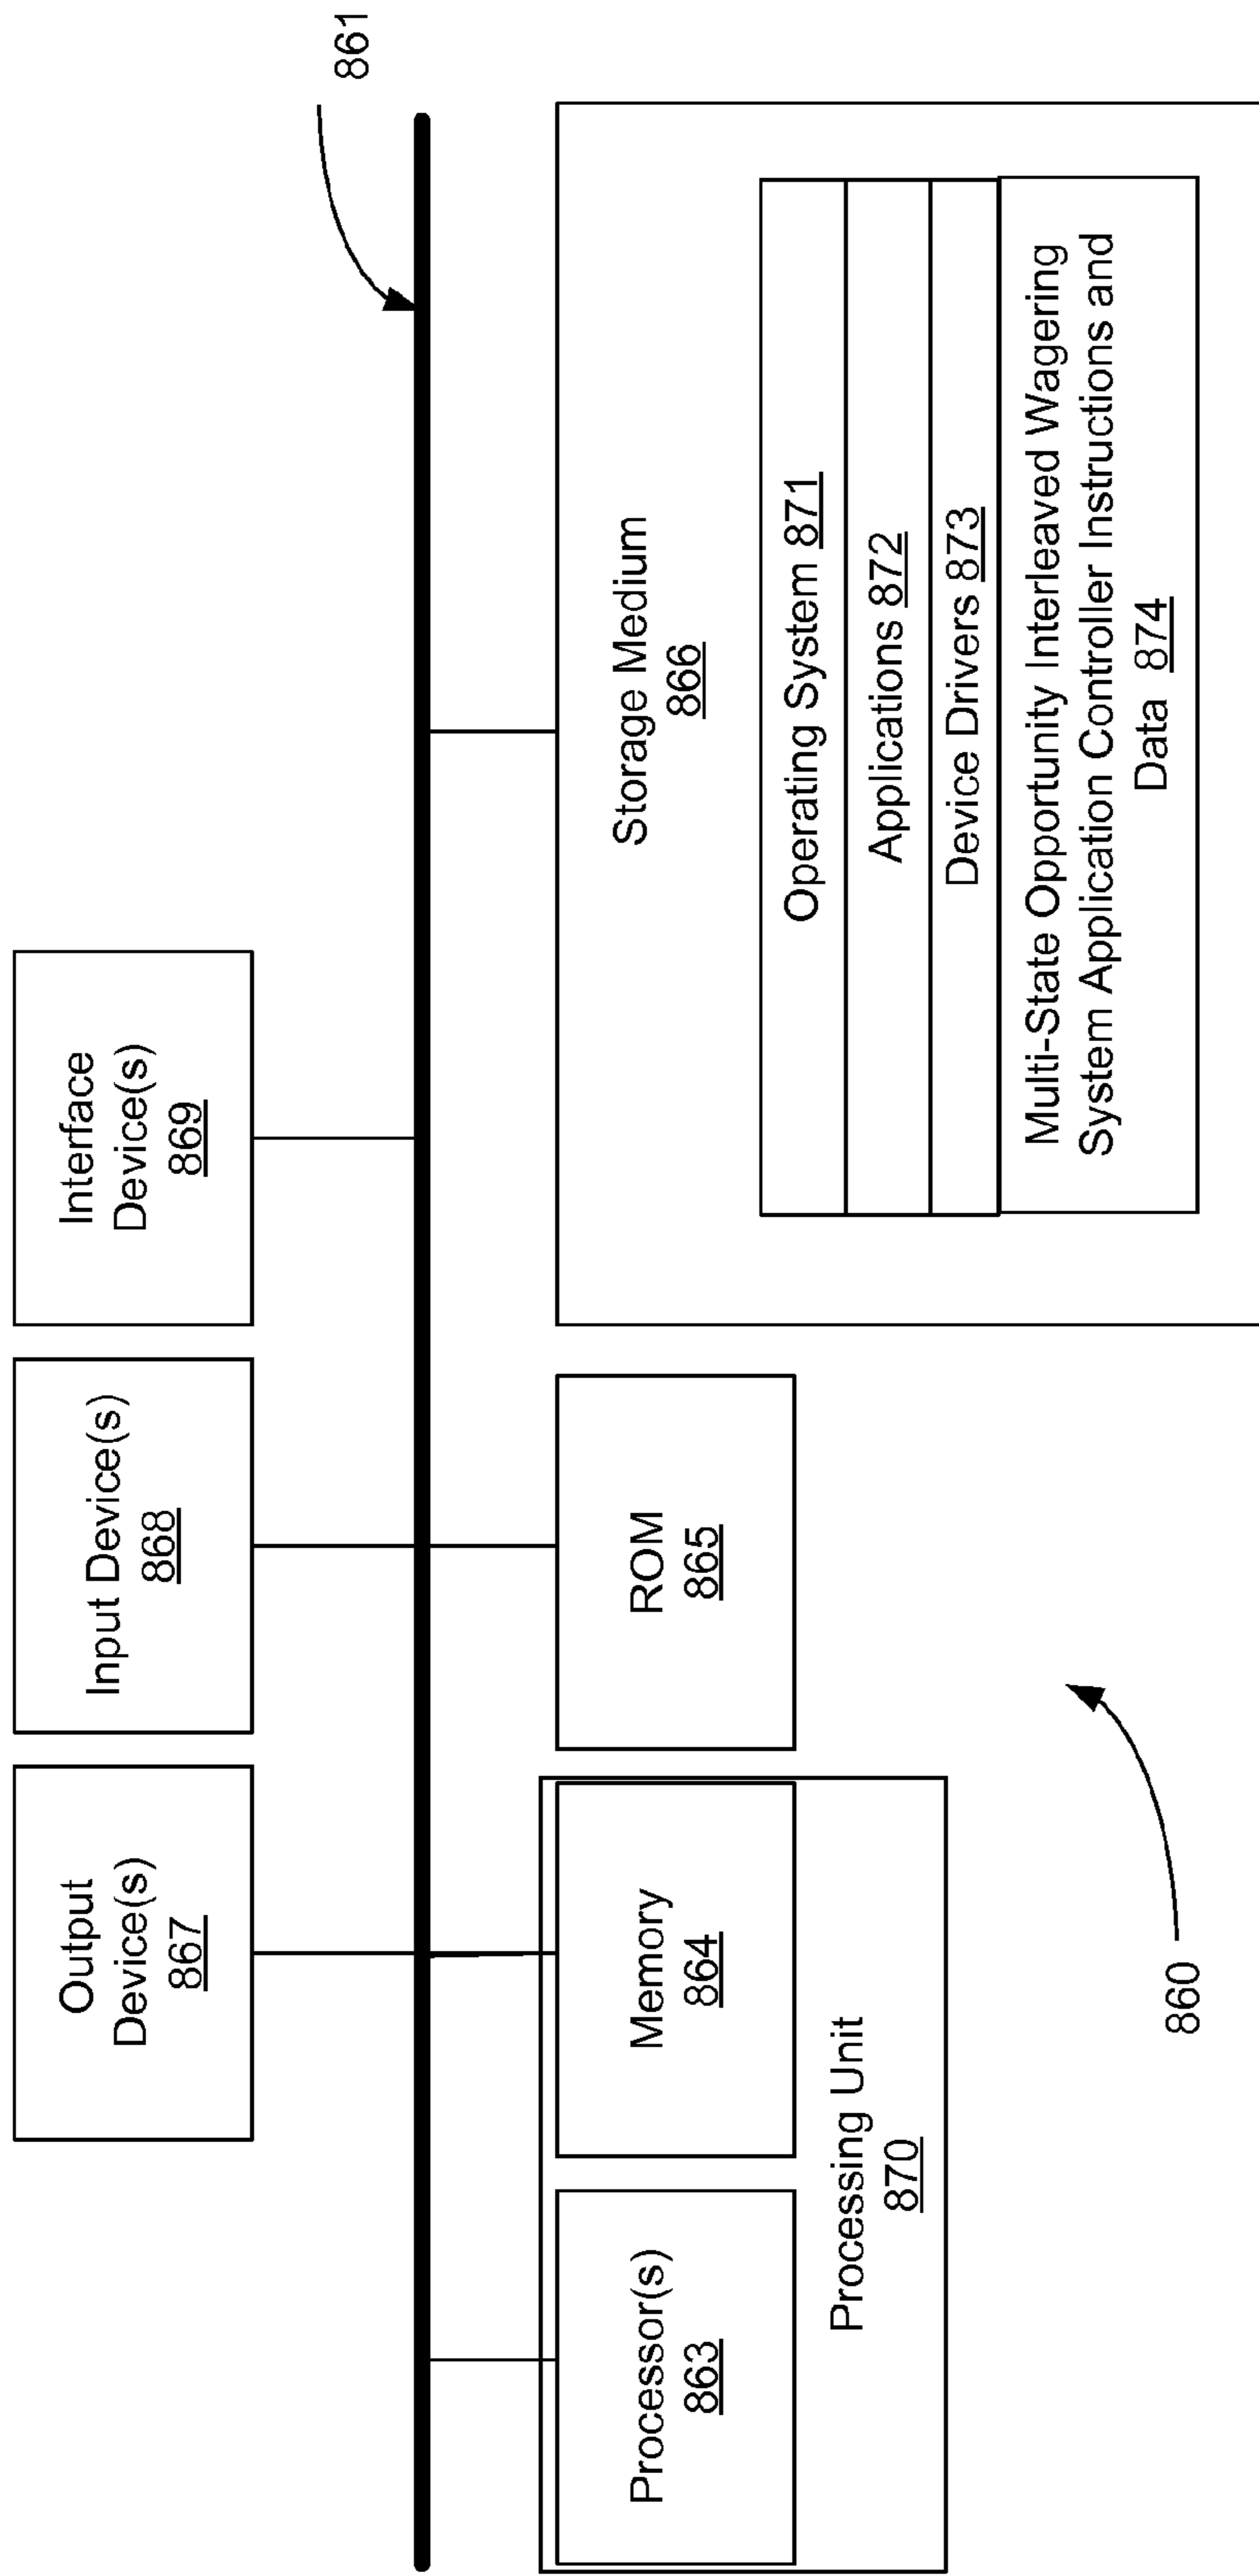 861
Output
Device(s)
867
Input Device(s)
868
Interface
Device(s)
869
Processor(s)
863
Memory
864
Processing Unit
870
ROM
865
Storage Medium
866
Operating System 871
Applications 872
Device Drivers 873
Multi-State Opportunity Interleaved Wagering
System Application Controller Instructions and
Data 874
860